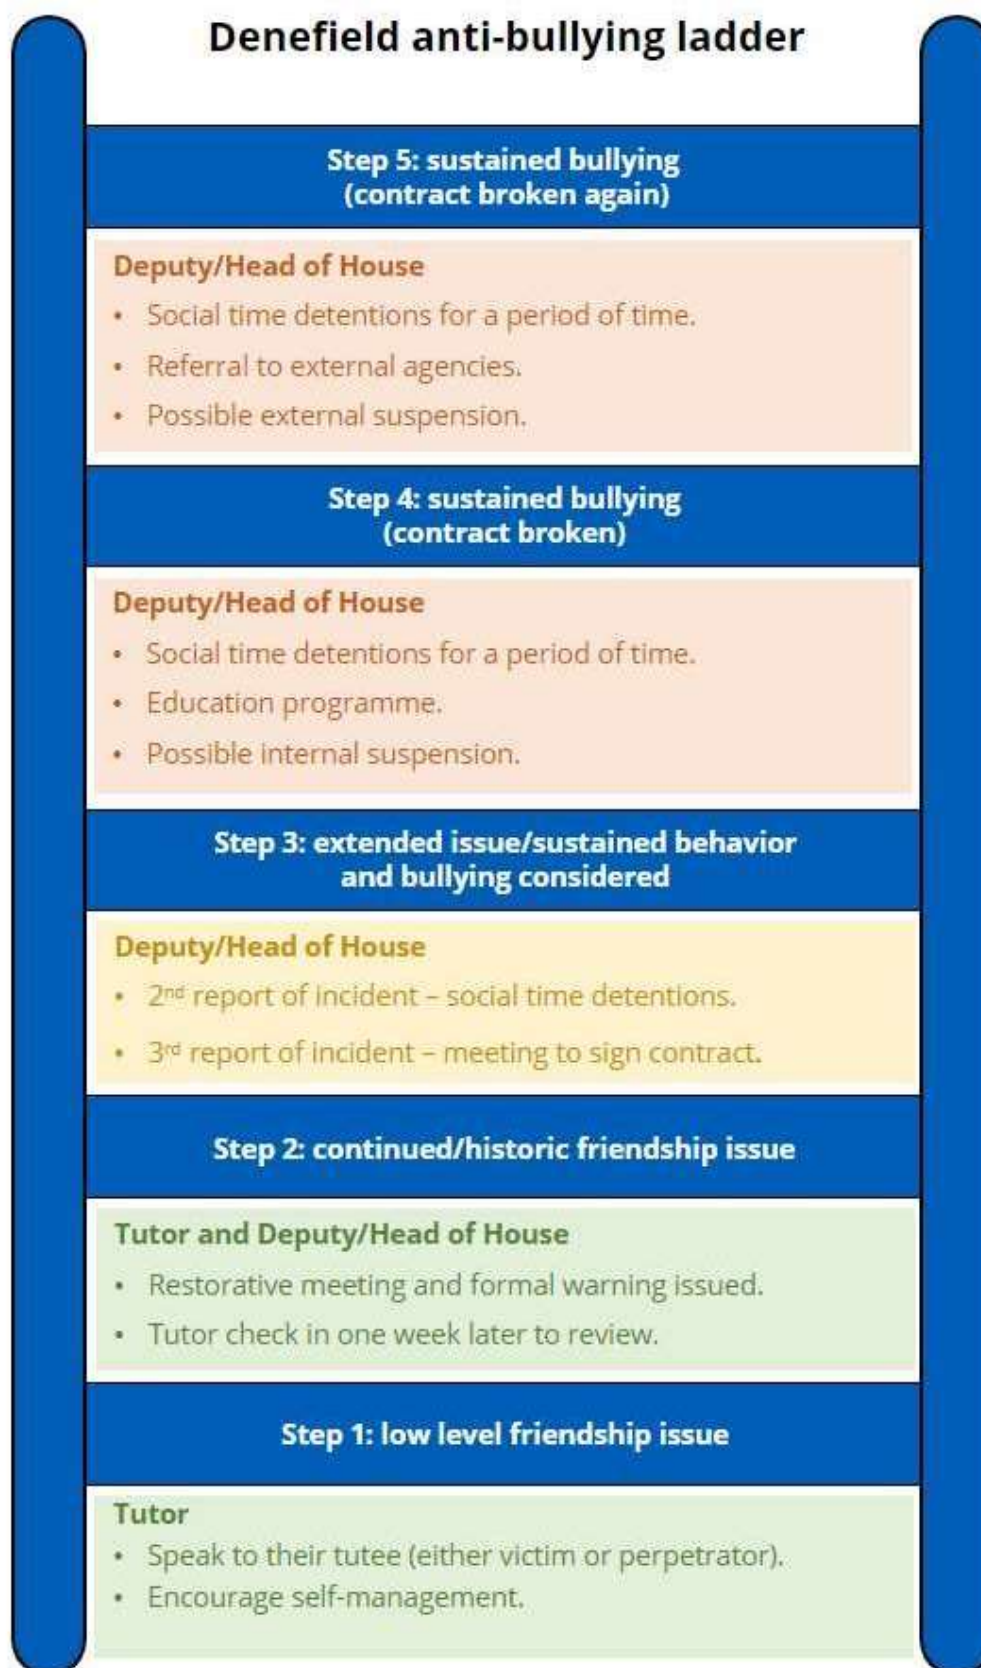 Denefield anti-bullying ladder
Step 5: sustained bullying
(contract broken again)
Deputy/Head of House
• Social time detentions for a period of time.
• Referral to external agencies.
• Possible external suspension.
Step 4: sustained bullying
(contract broken)
Deputy/Head of House
• Social time detentions for a period of time.
• Education programme.
• Possible internal suspension.
Step 3: extended issue/sustained behavior
and bullying considered
Deputy/Head of House
• 2nd report of incident – social time detentions.
• 3rd report of incident – meeting to sign contract.
Step 2: continued/historic friendship issue
Tutor and Deputy/Head of House
• Restorative meeting and formal warning issued.
• Tutor check in one week later to review.
Step 1: low level friendship issue
Tutor
• Speak to their tutee (either victim or perpetrator).
• Encourage self-management.